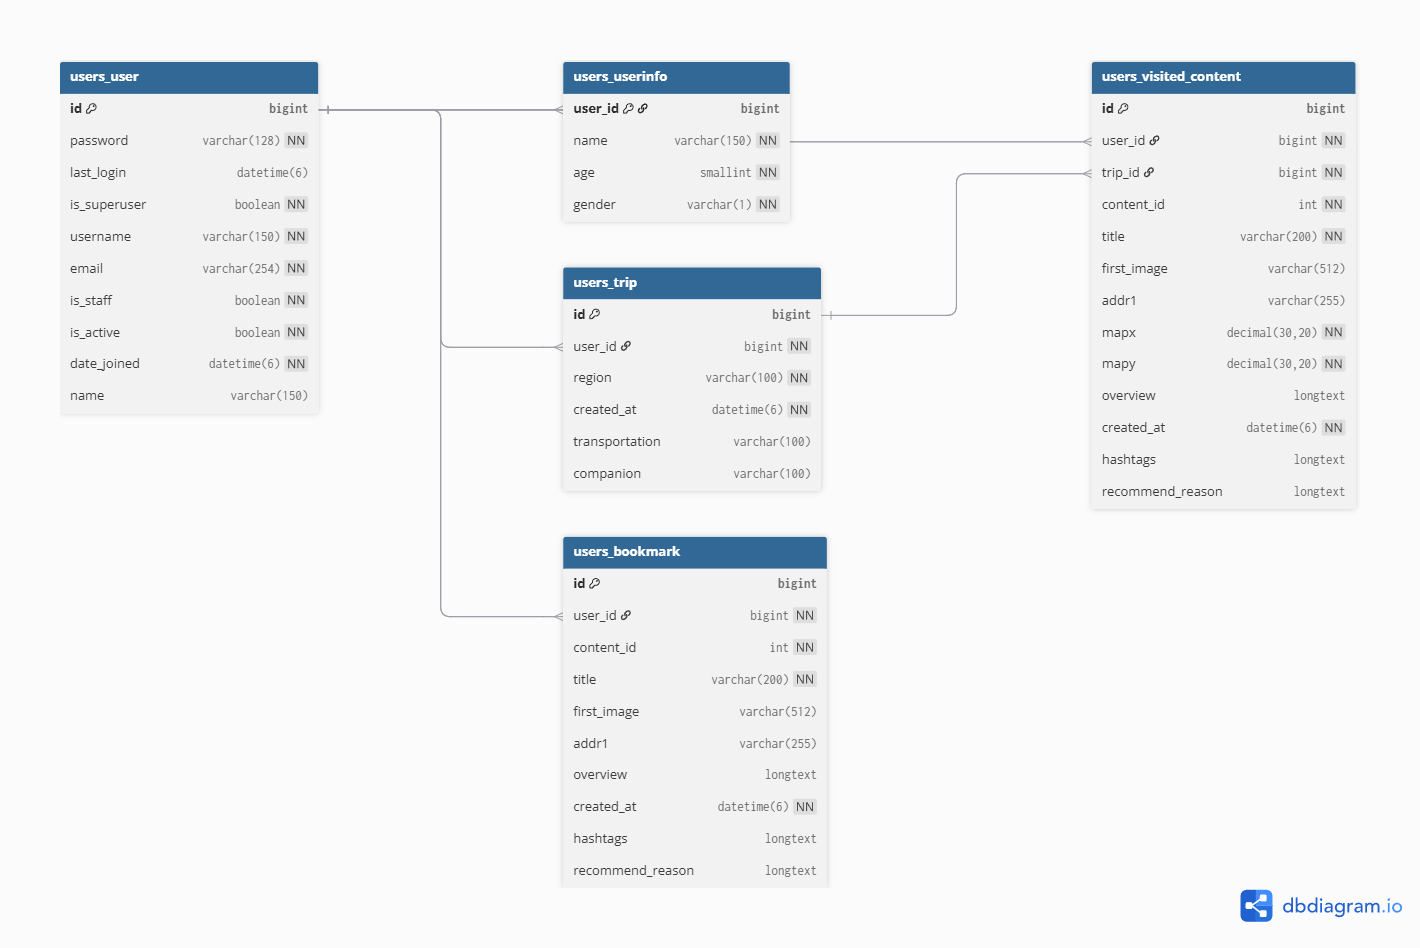 users_user
id bigint
password varchar(128) NN
last_login datetime(6)
is_superuser boolean NN
username varchar(150) NN
email varchar(254) NN
is_staff boolean NN
is_active boolean NN
date_joined datetime(6) NN
name varchar(150)
users_userinfo
user_id bigint
name varchar(150) NN
age smallint NN
gender varchar(1) NN
users_trip
id bigint
user_id bigint NN
region varchar(100) NN
created_at datetime(6) NN
transportation varchar(100)
companion varchar(100)
users_bookmark
id bigint
user_id bigint NN
content_id int NN
title varchar(200) NN
first_image varchar(512)
addr1 varchar(255)
overview longtext
created_at datetime(6) NN
hashtags longtext
recommend_reason longtext
users_visited_content
id bigint
user_id bigint NN
trip_id bigint NN
content_id int NN
title varchar(200) NN
first_image varchar(512)
addr1 varchar(255)
mapx decimal(30,20) NN
mapy decimal(30,20) NN
overview longtext
created_at datetime(6) NN
hashtags longtext
recommend_reason longtext
dbdiagram.io